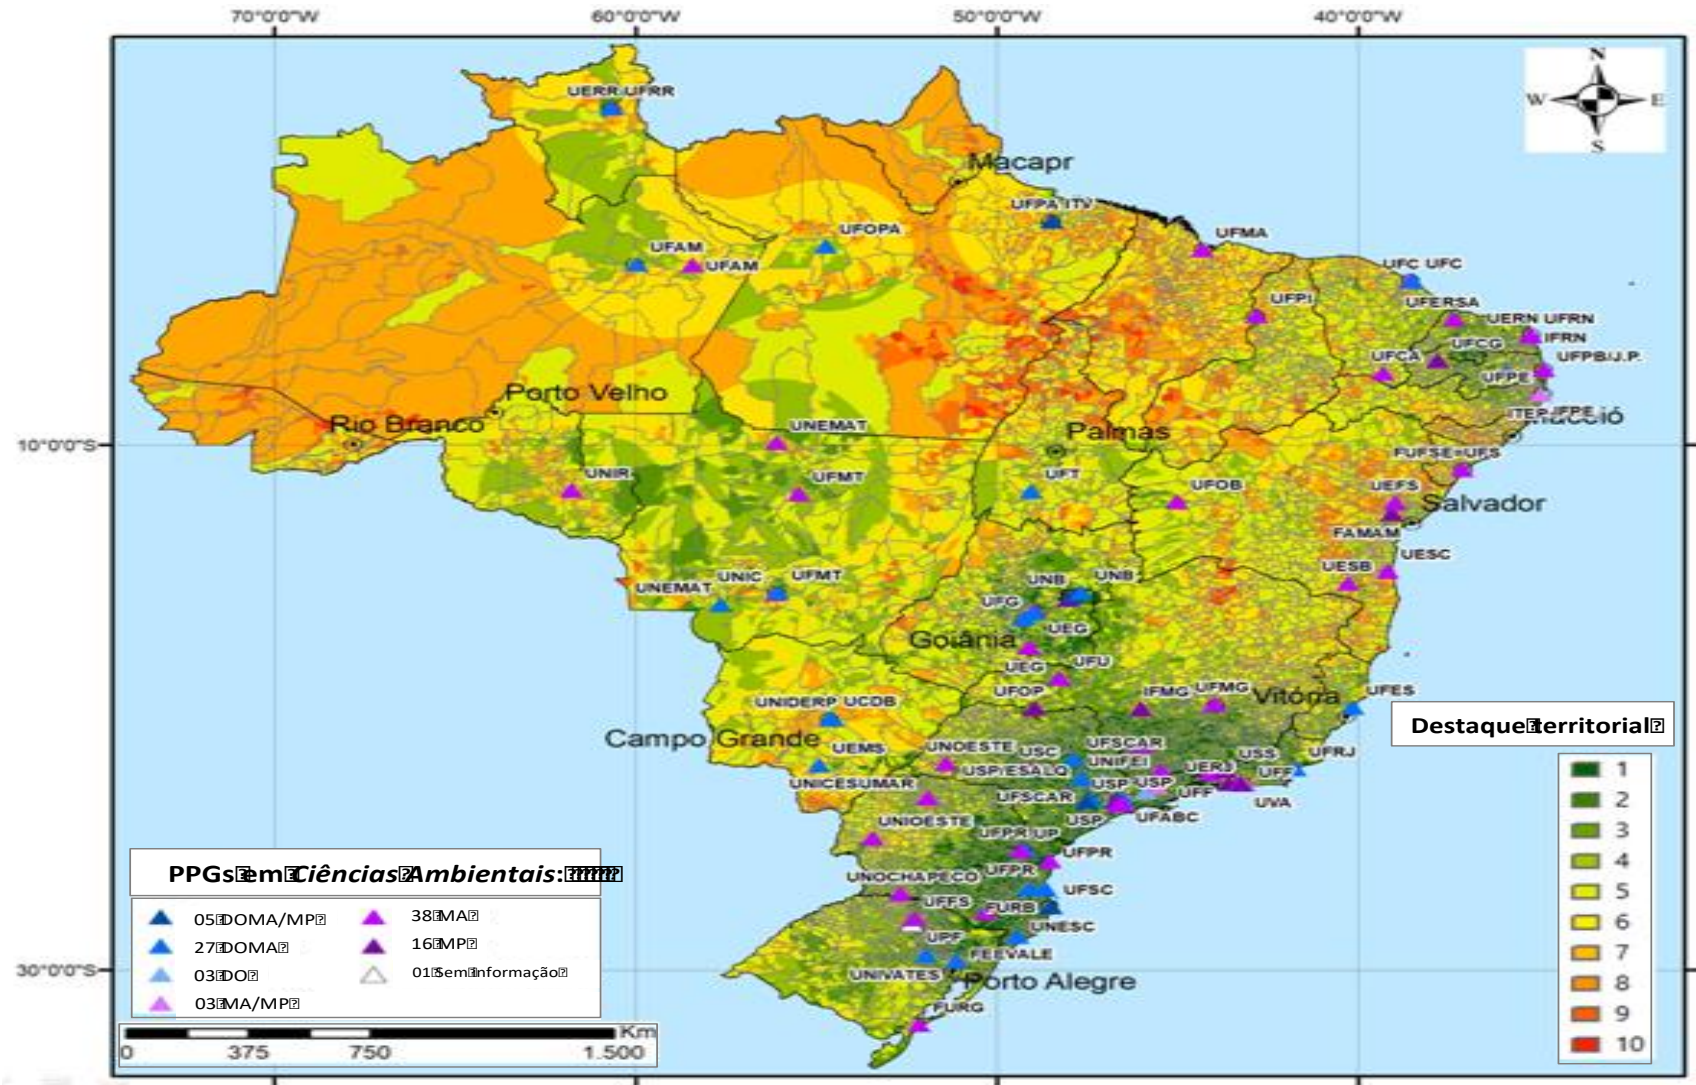 70°0'0"W 60°0'0"W 50°0'0"W 40°0'0"W
N
W E
S
UERR UFRR
Macapr
UFPA ITV
UFMA
UFAM
UFAM
UFOPA
UFC UFC
UFERSA
UFPI
UERN UFRN
IFRN
UFCG
UFCA
UFPB/J.P.
UFPE
ITEP IFPE
Porto Velho
Rio Branco
10°0'0"S
UNEMAT
Palmas
FUFSE UFS
UNIR
UFMT
UFT
UFOB
UEFS
Salvador
FAMAM
UESC
UESB
UNEMAT
UNIC
UFMT
UNB
UNB
UFG
UEG
Goiânia
UEG
UFU
UFOP
IFMG
UFMG
Vitória
UFES
UNIDERP UCDB
Campo Grande
UEMS
UNOESTE
USC
UFSCAR
USS
UFRJ
UNICESUMAR
USP/ESALQ
UNIFEI
UERJ
UFF
USP
USP
UFF
UVA
UFSCAR
USP
UFABC
UNIOESTE
UFPR UP
UFPR
UFPR
UNOCHAPECO
UFSC
UFFS
FURB
UNESC
UPF
FEEVALE
UNIVATES
30°0'0"S
Porto Alegre
FURG
Destaque territorial
1
2
3
4
5
6
7
8
9
10
PPGs em Ciências Ambientais:
05 DOMA/MP
27 DOMA
03 DO
03 MA/MP
38 MA
16 MP
01 Sem informação
Km
0 375 750 1.500